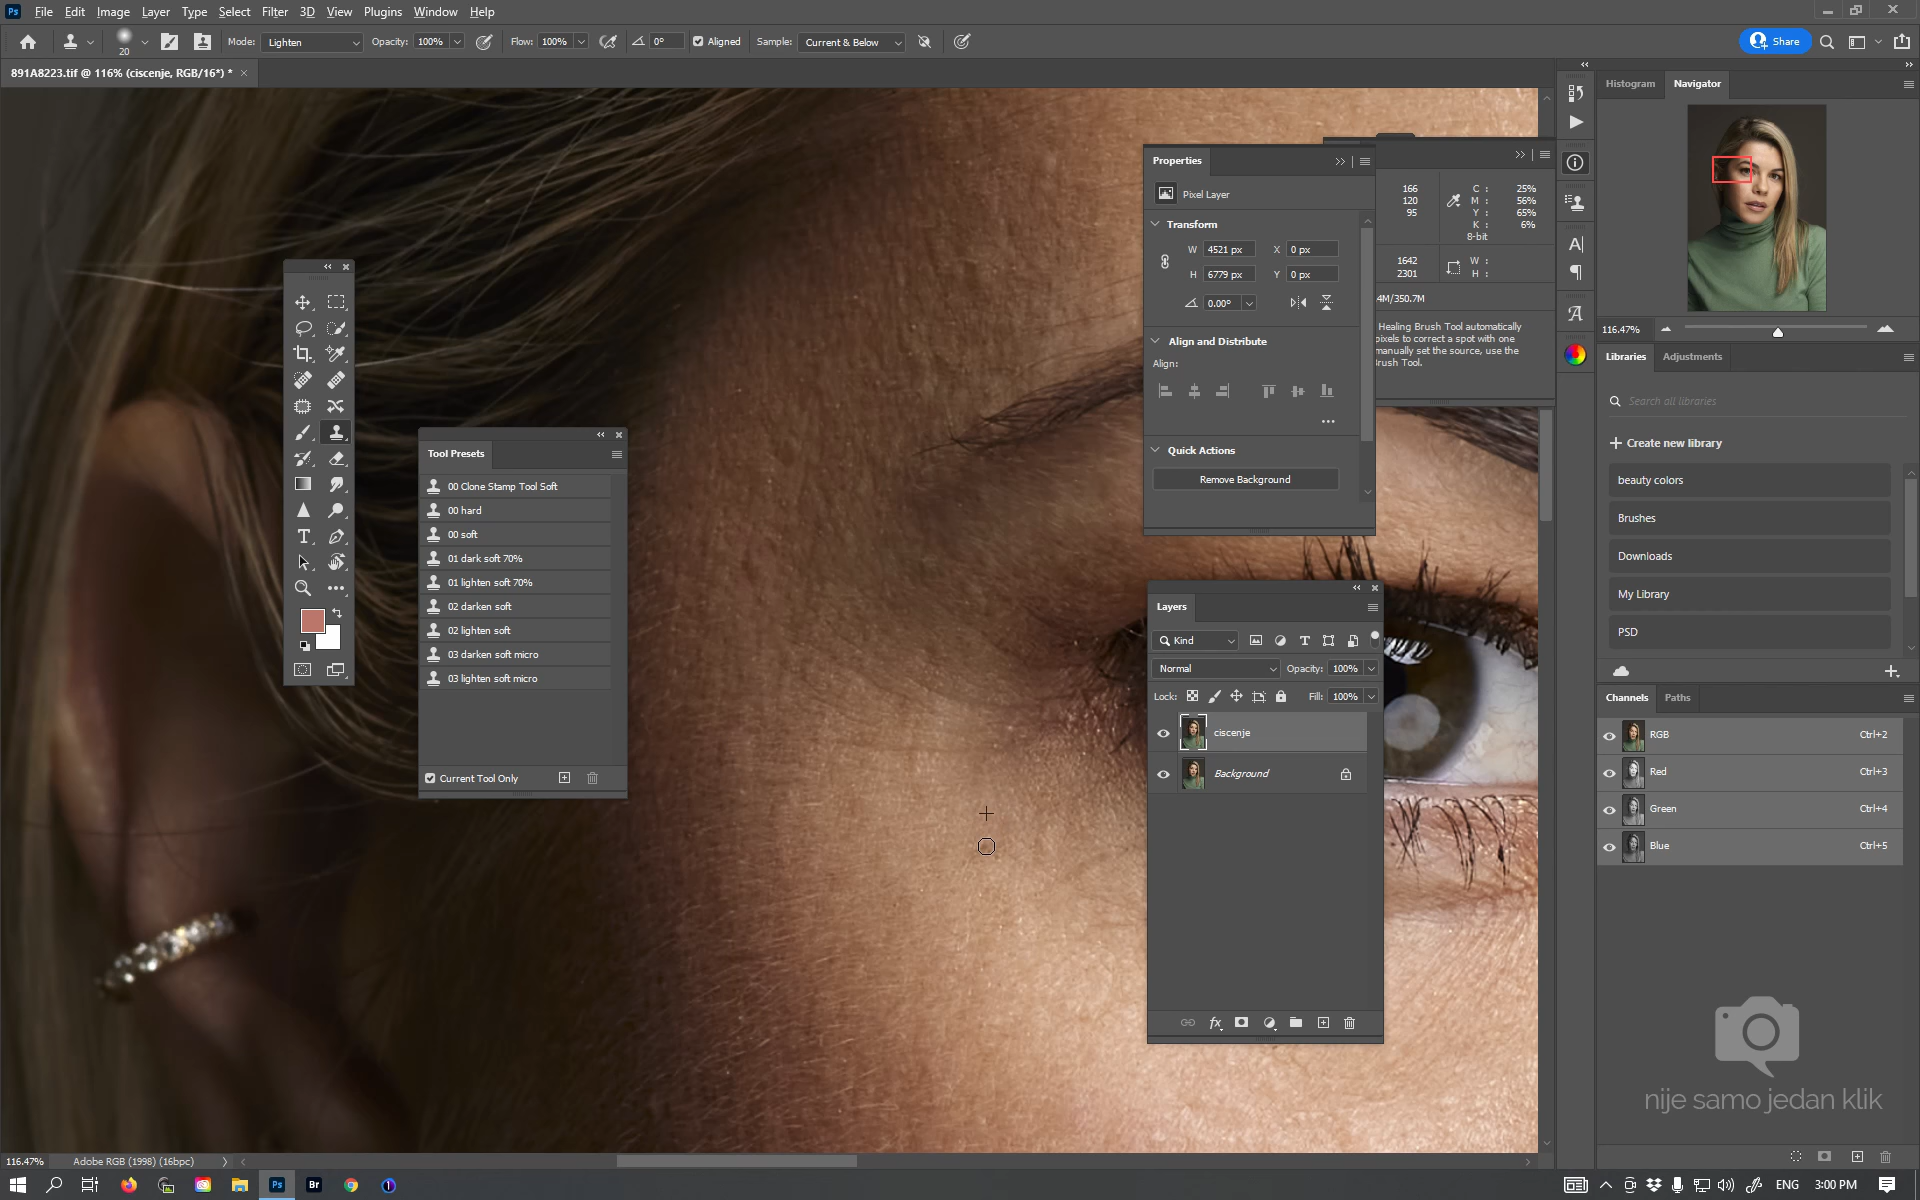 Ps File Edit Image Layer Type Select Filter 3D View Plugins Window Help
20 Mode: Lighten Opacity: 100% Flow: 100% 0° Aligned Sample: Current & Below Share
891A8223.tif @ 116% (ciscenje, RGB/16*) *
Histogram Navigator
116.47%
Properties
Pixel Layer
Transform
W 4521 px X 0 px
H 6779 px Y 0 px
0.00°
Align and Distribute
Align:
Quick Actions
Remove Background
166 C : 25%
120 M : 56%
95 Y : 65%
K : 6%
8-bit
1642 W :
2301 H :
4M/350.7M
Healing Brush Tool automatically
pixels to correct a spot with one
manually set the source, use the
Brush Tool.
Tool Presets
00 Clone Stamp Tool Soft
00 hard
00 soft
01 dark soft 70%
01 lighten soft 70%
02 darken soft
02 lighten soft
03 darken soft micro
03 lighten soft micro
Current Tool Only
Layers
Kind
Normal Opacity: 100%
Lock: Fill: 100%
ciscenje
Background
Libraries Adjustments
Search all libraries
Create new library
beauty colors
Brushes
Downloads
My Library
PSD
Channels Paths
RGB Ctrl+2
Red Ctrl+3
Green Ctrl+4
Blue Ctrl+5
nije samo jedan klik
116.47% Adobe RGB (1998) (16bpc)
Ps Br ENG 3:00 PM